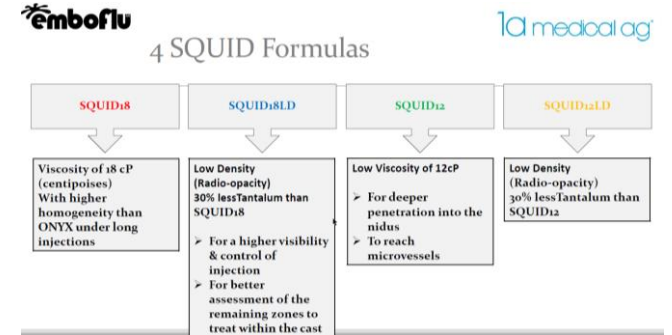 emboflu
1a medical ag
4 SQUID Formulas
SQUID18
SQUID18LD
SQUID12
SQUID12LD
Viscosity of 18 cP
(centipoises)
With higher
homogeneity than
ONYX under long
injections
Low Density
(Radio-opacity)
30% lessTantalum than
SQUID18
➢ For a higher visibility
& control of
injection
➢ For better
assessment of the
remaining zones to
treat within the cast
Low Viscosity of 12cP
➢ For deeper
penetration into the
nidus
➢ To reach
microvessels
Low Density
(Radio-opacity)
30% lessTantalum than
SQUID12